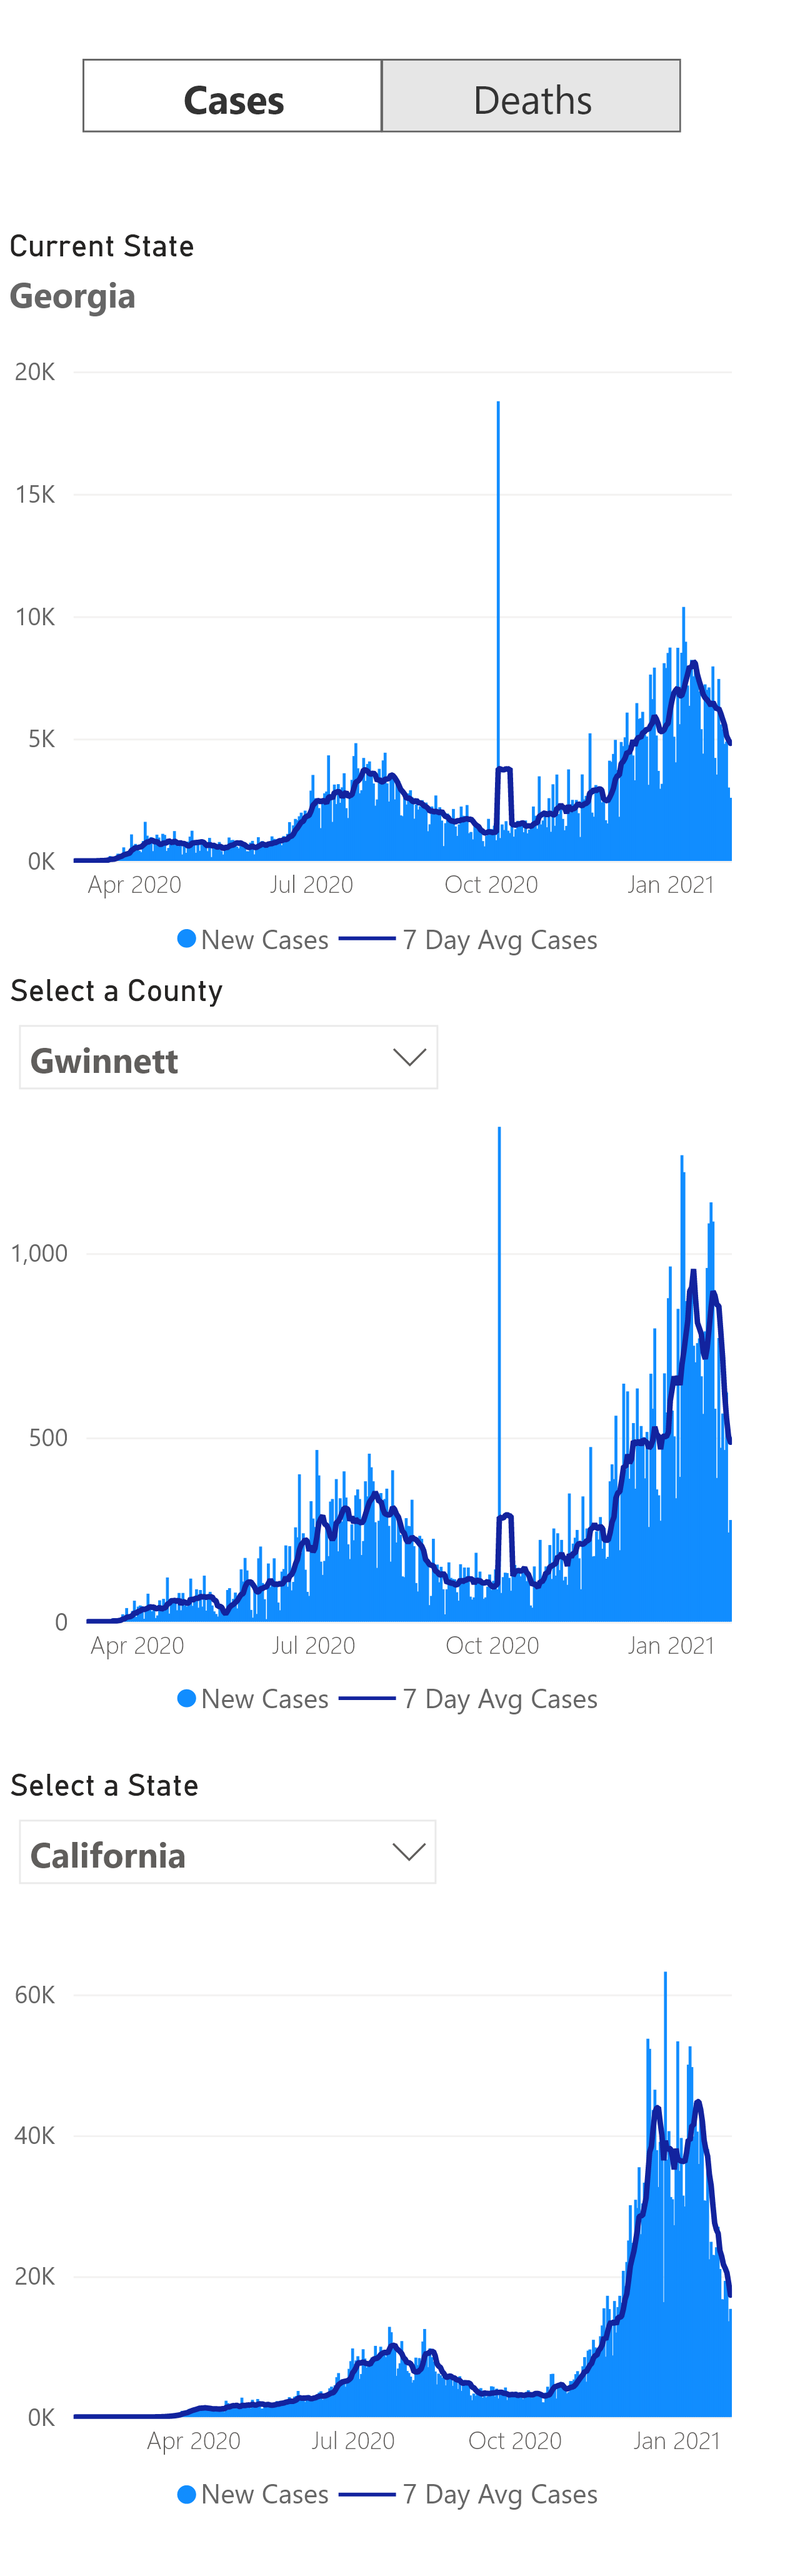 Cases Deaths
Current State
Georgia
20K
15K
10K
5K
0K
Apr 2020 Jul 2020 Oct 2020 Jan 2021
New Cases 7 Day Avg Cases
Select a County
Gwinnett
1,000
500
0
Apr 2020 Jul 2020 Oct 2020 Jan 2021
New Cases 7 Day Avg Cases
Select a State
California
60K
40K
20K
0K
Apr 2020 Jul 2020 Oct 2020 Jan 2021
New Cases 7 Day Avg Cases